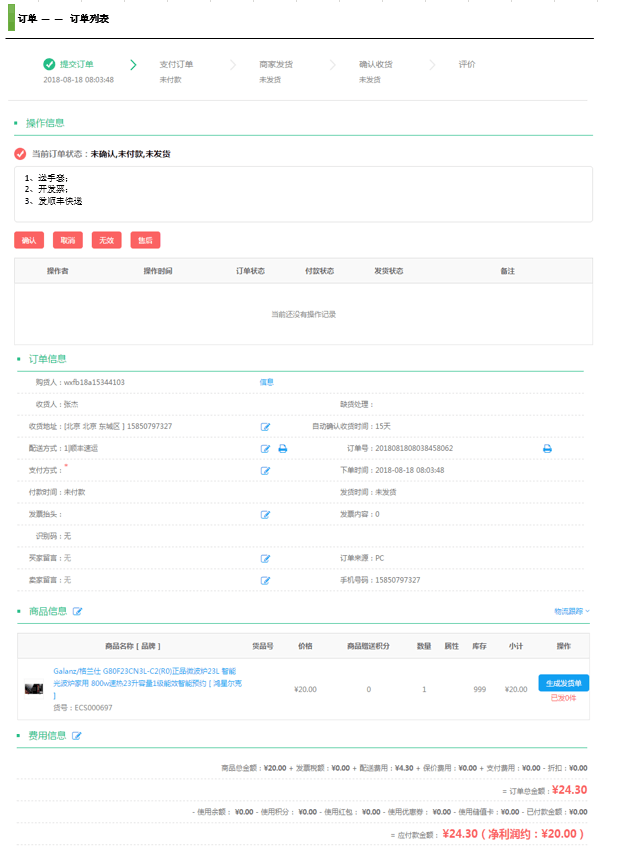 订单 — — 订单列表
提交订单 支付订单 商家发货 确认收货 评价
2018-08-18 08:03:48 未付款 未发货 未发货
操作信息
当前订单状态：未确认,未付款,未发货
1、送手套；
2、开发票；
3、发顺丰快递
确认 取消 无效 售后
操作者 操作时间 订单状态 付款状态 发货状态 备注
当前还没有操作记录
订单信息
购货人：wxfb18a15344103 信息
收货人：张杰 缺货处理：
收货地址：[北京 北京 东城区 ] 15850797327 自动确认收货时间：15天
配送方式：1|顺丰速运 订单号：2018081808038458062
支付方式：* 下单时间：2018-08-18 08:03:48
付款时间：未付款 发货时间：未发货
发票抬头： 发票内容：0
识别码：无
买家留言：无 订单来源：PC
卖家留言：无 手机号码：15850797327
商品信息 物流跟踪
商品名称 [ 品牌 ] 货品号 价格 商品赠送积分 数量 属性 库存 小计 操作
Galanz/格兰仕 G80F23CN3L-C2(R0)正品微波炉23L 智能
光波炉家用 800w速热23升容量1级能效智能预约 [ 鸿星尔克
]
货号：ECS000697
¥20.00 0 1 999 ¥20.00 生成发货单
已发0件
费用信息
商品总金额：¥20.00 + 发票税额：¥0.00 + 配送费用：¥4.30 + 保价费用：¥0.00 + 支付费用：¥0.00 - 折扣：¥0.00
= 订单总金额：¥24.30
- 使用余额： ¥0.00 - 使用积分： ¥0.00 - 使用红包： ¥0.00 - 使用优惠券： ¥0.00 - 使用储值卡：¥0.00 - 已付款金额：¥0.00
= 应付款金额： ¥24.30 ( 净利润约：¥20.00 )